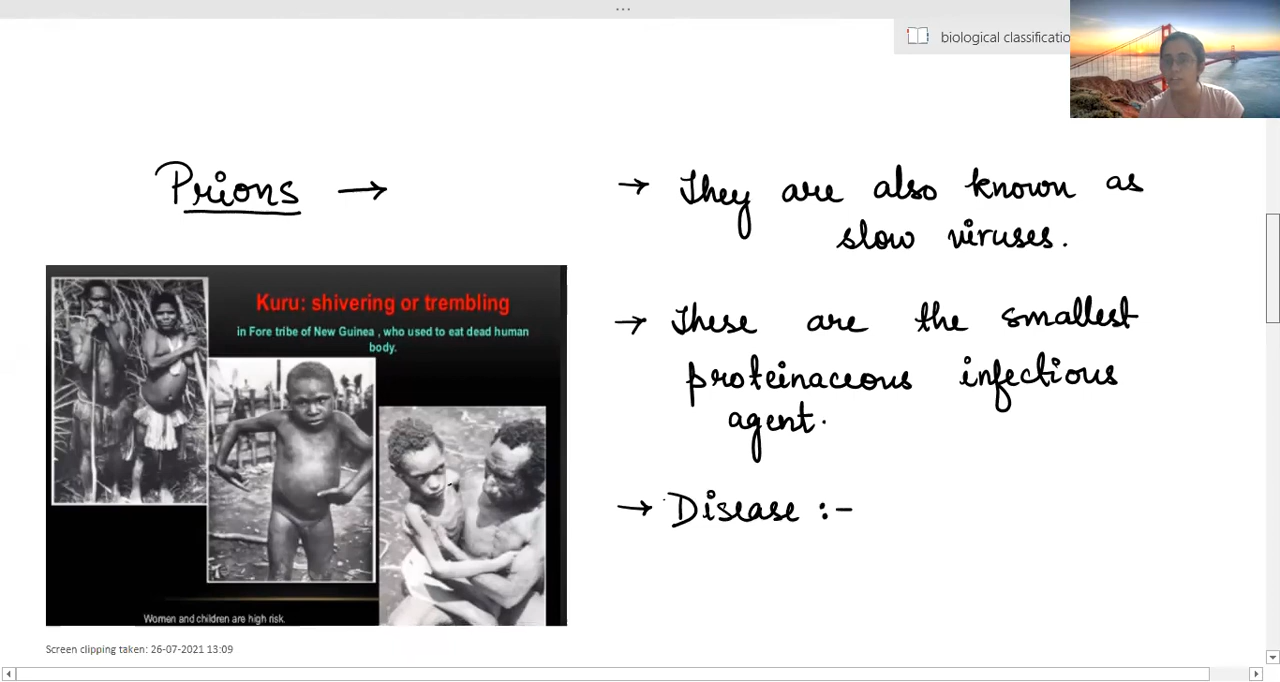 ...
biological classificatio
Prions →
→ They are also known as
slow viruses.
Kuru: shivering or trembling
in Fore tribe of New Guinea , who used to eat dead human
body.
→ These are the smallest
proteinaceous infectious
agent.
→ Disease :-
Women and children are high risk.
Screen clipping taken: 26-07-2021 13:09